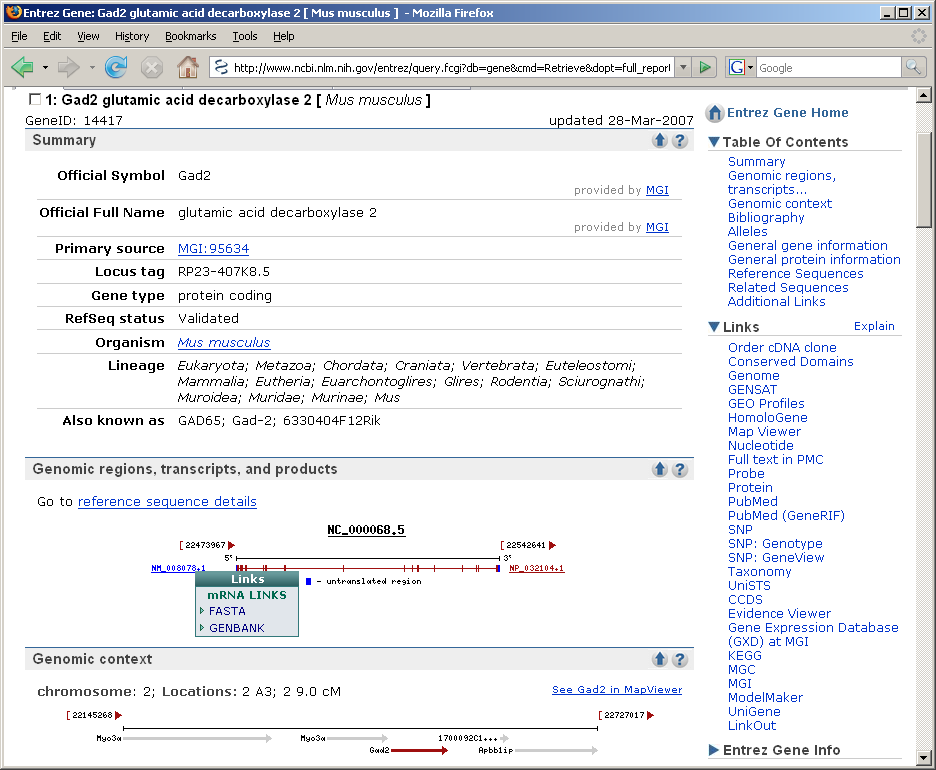 Entrez Gene: Gad2 glutamic acid decarboxylase 2 [ Mus musculus ] - Mozilla Firefox
File Edit View History Bookmarks Tools Help
http://www.ncbi.nlm.nih.gov/entrez/query.fcgi?db=gene&cmd=Retrieve&dopt=full_report
G Google
1: Gad2 glutamic acid decarboxylase 2 [ Mus musculus ]
GeneID: 14417 updated 28-Mar-2007
Summary
Official Symbol Gad2
provided by MGI
Official Full Name glutamic acid decarboxylase 2
provided by MGI
Primary source MGI:95634
Locus tag RP23-407K8.5
Gene type protein coding
RefSeq status Validated
Organism Mus musculus
Lineage Eukaryota; Metazoa; Chordata; Craniata; Vertebrata; Euteleostomi;
Mammalia; Eutheria; Euarchontoglires; Glires; Rodentia; Sciurognathi;
Muroidea; Muridae; Murinae; Mus
Also known as GAD65; Gad-2; 6330404F12Rik
Genomic regions, transcripts, and products
Go to reference sequence details
NC_000068.5
[ 22473967 [ 22542641
5' 3'
NM_008078.1 NP_032104.1
Links
mRNA LINKS
FASTA
GENBANK
- untranslated region
Genomic context
chromosome: 2; Locations: 2 A3; 2 9.0 cM See Gad2 in MapViewer
[ 22145268 [ 22727017
Myo3a Myo3a 1700092C1...
Gad2 Apbb1ip
Entrez Gene Home
Table Of Contents
Summary
Genomic regions,
transcripts...
Genomic context
Bibliography
Alleles
General gene information
General protein information
Reference Sequences
Related Sequences
Additional Links
Links Explain
Order cDNA clone
Conserved Domains
Genome
GENSAT
GEO Profiles
HomoloGene
Map Viewer
Nucleotide
Full text in PMC
Probe
Protein
PubMed
PubMed (GeneRIF)
SNP
SNP: Genotype
SNP: GeneView
Taxonomy
UniSTS
CCDS
Evidence Viewer
Gene Expression Database
(GXD) at MGI
KEGG
MGC
MGI
ModelMaker
UniGene
LinkOut
Entrez Gene Info